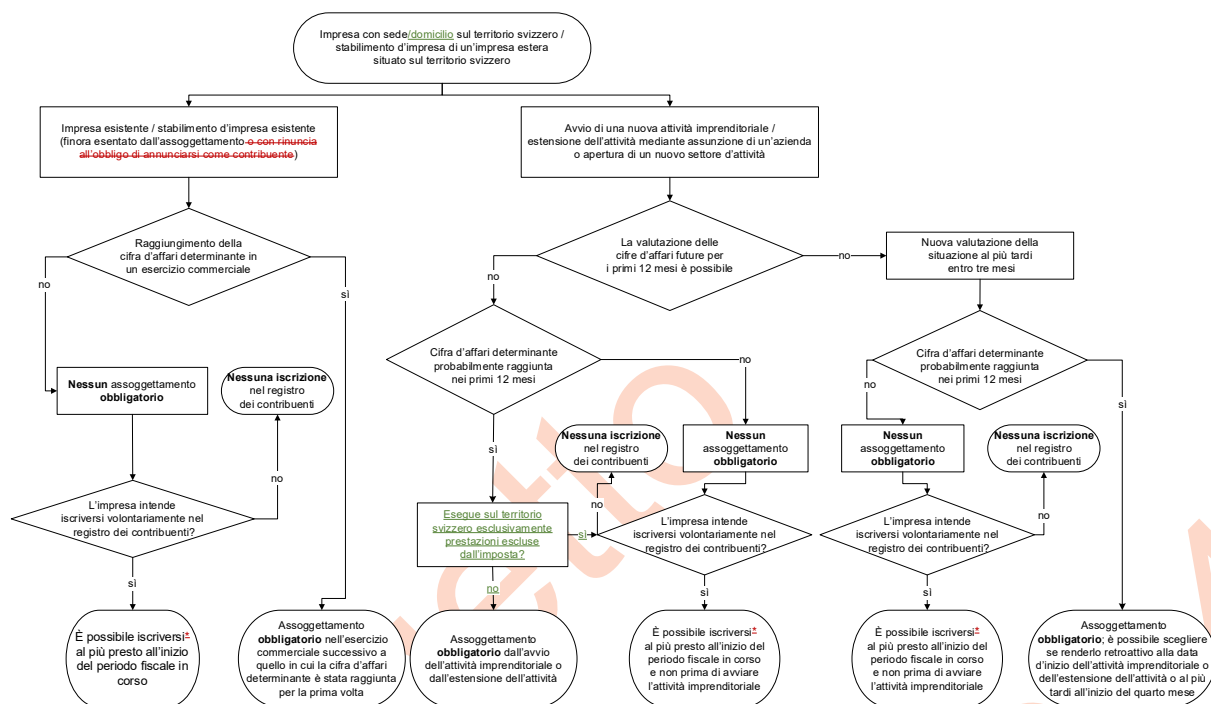 Impresa con sede/domicilio sul territorio svizzero /
stabilimento d'impresa di un'impresa estera
situato sul territorio svizzero
Impresa esistente / stabilimento d'impresa esistente
(finora esentato dall'assoggettamento o con rinuncia
all'obbligo di annunciarsi come contribuente)
Avvio di una nuova attività imprenditoriale /
estensione dell'attività mediante assunzione di un'azienda
o apertura di un nuovo settore d'attività
Raggiungimento della
cifra d'affari determinante in
un esercizio commerciale
no
sì
La valutazione delle
cifre d'affari future per
i primi 12 mesi è possibile
no
no
Nuova valutazione della
situazione al più tardi
entro tre mesi
Nessun assoggettamento
obbligatorio
Nessuna iscrizione
nel registro
dei contribuenti
no
L'impresa intende
iscriversi volontariamente nel
registro dei contribuenti?
sì
Cifra d'affari determinante
probabilmente raggiunta
nei primi 12 mesi
no
sì
Cifra d'affari determinante
probabilmente raggiunta
nei primi 12 mesi
no
sì
Nessuna iscrizione
nel registro
dei contribuenti
Nessun
assoggettamento
obbligatorio
Nessun
assoggettamento
obbligatorio
Nessuna iscrizione
nel registro
dei contribuenti
Esegue sul territorio
svizzero esclusivamente
prestazioni escluse
dall'imposta?
sì
no
L'impresa intende
iscriversi volontariamente nel
registro dei contribuenti?
sì
L'impresa intende
iscriversi volontariamente nel
registro dei contribuenti?
no
sì
È possibile iscriversi*
al più presto all'inizio
del periodo fiscale in
corso
Assoggettamento
obbligatorio nell'esercizio
commerciale successivo a
quello in cui la cifra d'affari
determinante è stata raggiunta
per la prima volta
Assoggettamento
obbligatorio dall'avvio
dell'attività imprenditoriale o
dall'estensione dell'attività
È possibile iscriversi*
al più presto all'inizio del
periodo fiscale in corso
e non prima di avviare
l'attività imprenditoriale
È possibile iscriversi*
al più presto all'inizio del
periodo fiscale in corso
e non prima di avviare
l'attività imprenditoriale
Assoggettamento
obbligatorio; è possibile scegliere
se renderlo retroattivo alla data
d'inizio dell'attività imprenditoriale o
dell'estensione dell'attività o al più
tardi all'inizio del quarto mese